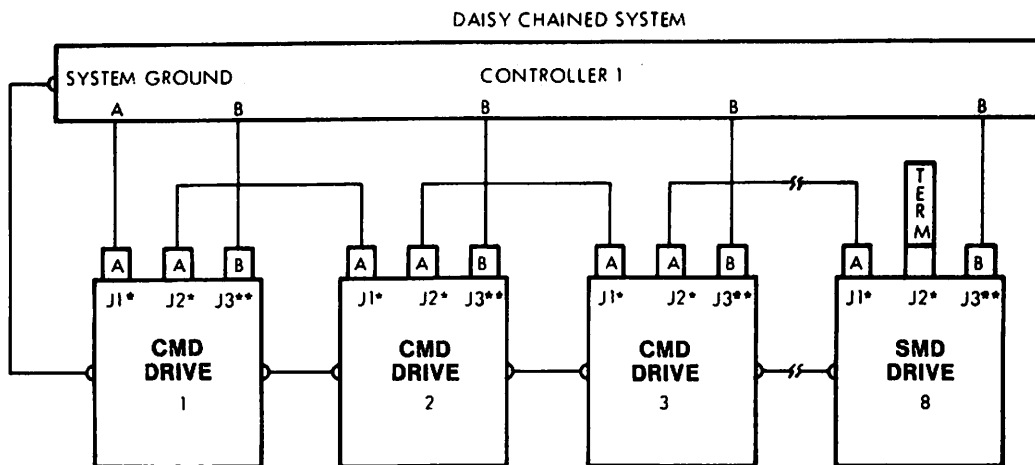 DAISY CHAINED SYSTEM
SYSTEM GROUND
CONTROLLER 1
A B B B B
TERM
A A B A A B A A B A B
J1* J2* J3** J1* J2* J3** J1* J2* J3** J1* J2* J3**
CMD DRIVE 1
CMD DRIVE 2
CMD DRIVE 3
SMD DRIVE 8